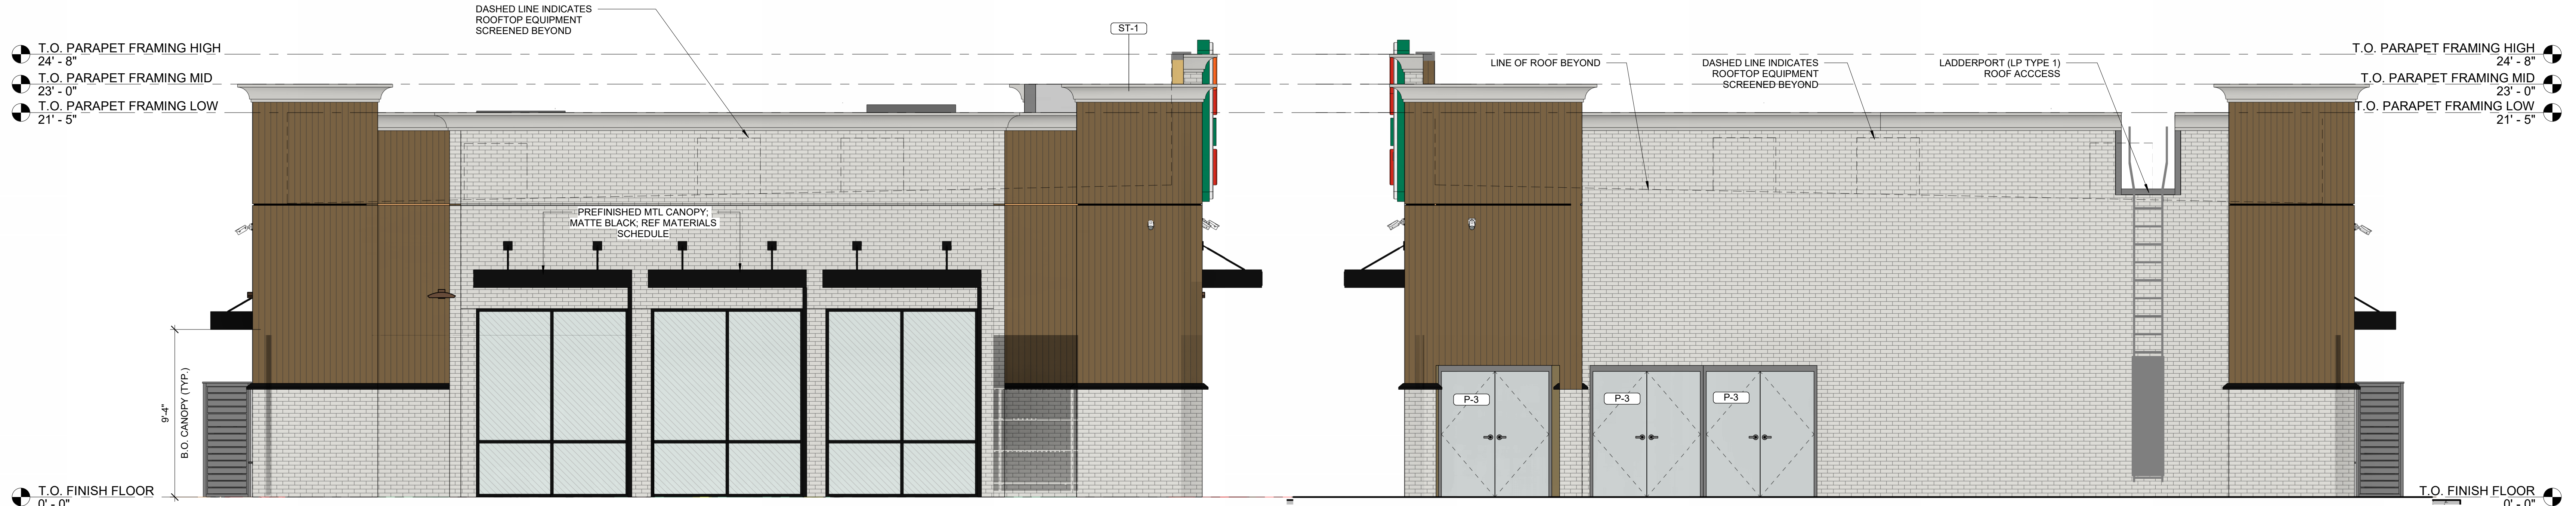 DASHED LINE INDICATES
ROOFTOP EQUIPMENT
SCREENED BEYOND
ST-1
T.O. PARAPET FRAMING HIGH
24' - 8"
T.O. PARAPET FRAMING MID
23' - 0"
T.O. PARAPET FRAMING LOW
21' - 5"
PREFINISHED MTL CANOPY;
MATTE BLACK; REF MATERIALS
SCHEDULE
9'-4"
B.O. CANOPY (TYP.)
T.O. FINISH FLOOR
0' - 0"
LINE OF ROOF BEYOND
DASHED LINE INDICATES
ROOFTOP EQUIPMENT
SCREENED BEYOND
LADDERPORT (LP TYPE 1)
ROOF ACCCESS
T.O. PARAPET FRAMING HIGH
24' - 8"
T.O. PARAPET FRAMING MID
23' - 0"
T.O. PARAPET FRAMING LOW
21' - 5"
P-3
P-3
P-3
T.O. FINISH FLOOR
0' - 0"